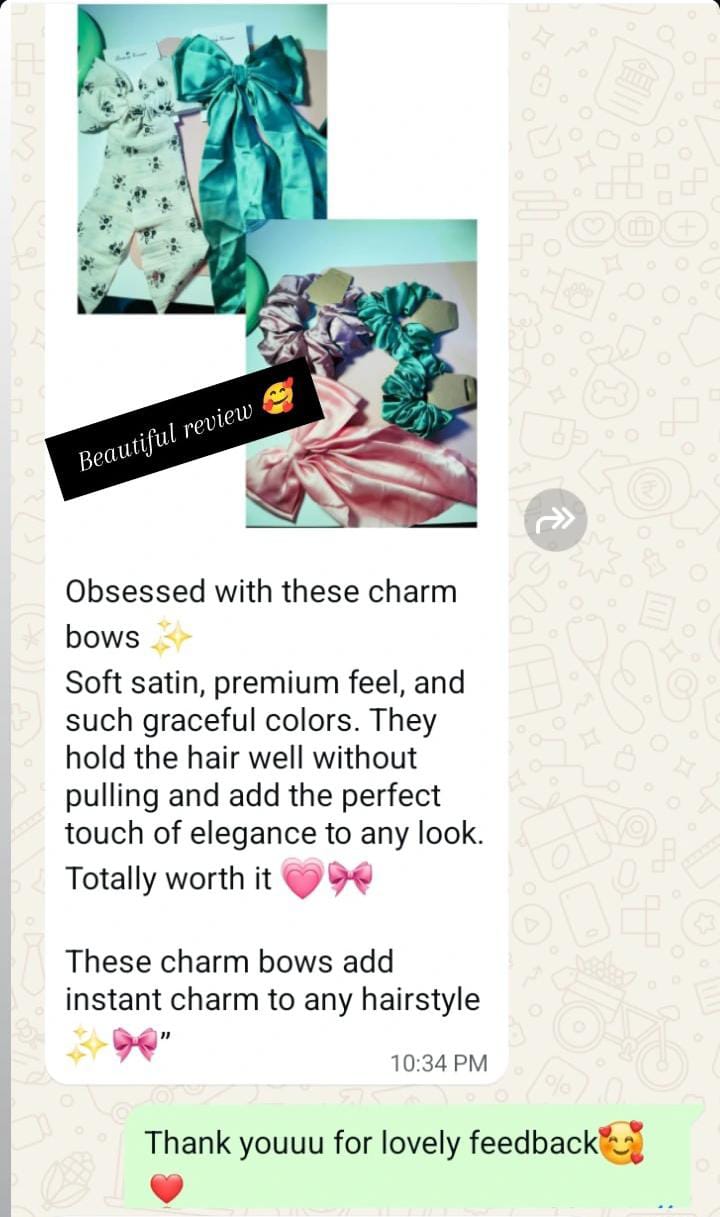 Beautiful review 🥰
Obsessed with these charm
bows ✨
Soft satin, premium feel, and
such graceful colors. They
hold the hair well without
pulling and add the perfect
touch of elegance to any look.
Totally worth it 💗🎀
These charm bows add
instant charm to any hairstyle
✨🎀”
10:34 PM
Thank youuu for lovely feedback🥰
❤️